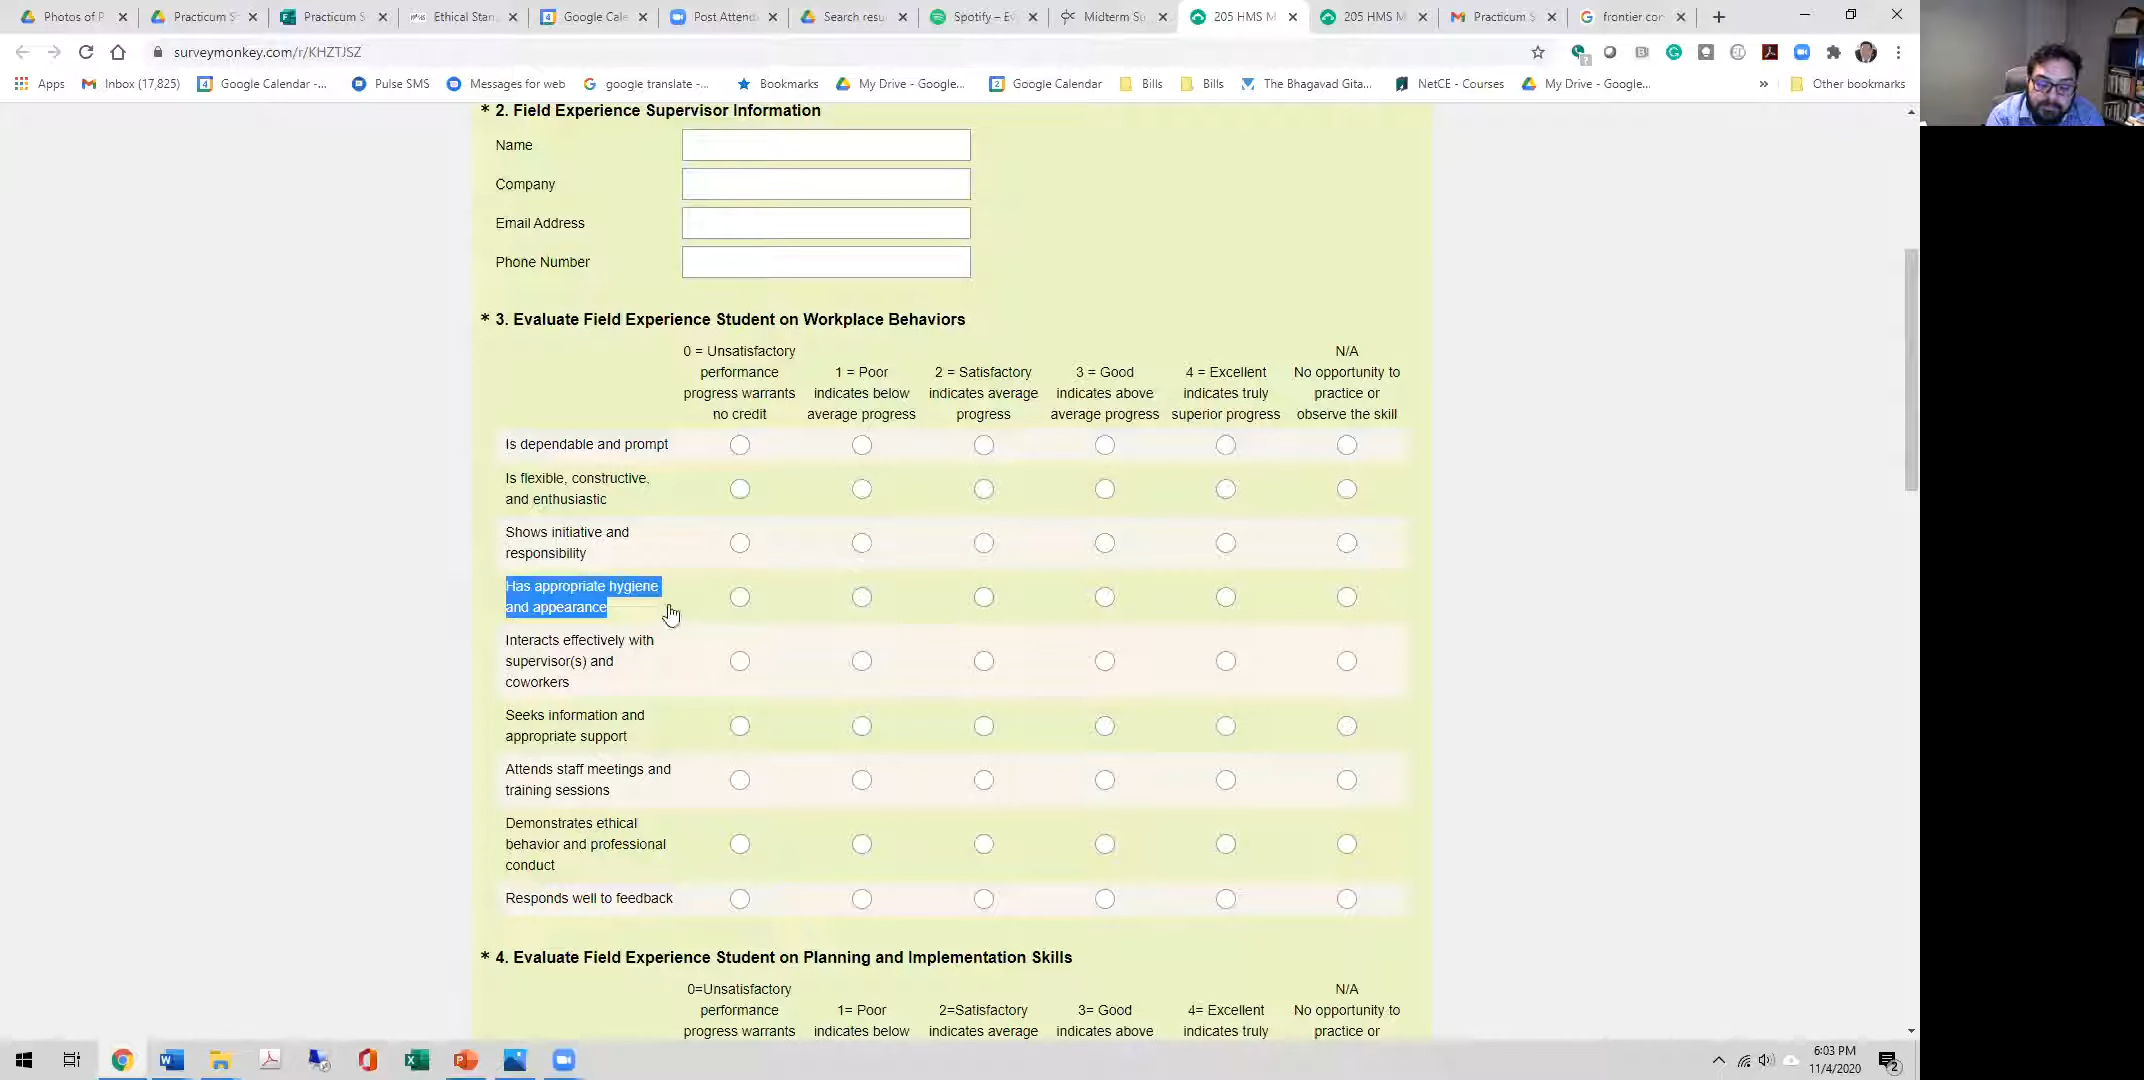 Photos of P
Practicum S
Practicum S
Ethical Stan
Google Cale
Post Attend
Search resu
Spotify – E
Midterm Su
205 HMS M
205 HMS M
Practicum S
frontier cor
surveymonkey.com/r/KHZTJSZ
Apps
Inbox (17,825)
Google Calendar -...
Pulse SMS
Messages for web
google translate -...
Bookmarks
My Drive - Google...
Google Calendar
Bills
Bills
The Bhagavad Gita...
NetCE - Courses
My Drive - Google...
»
Other bookmarks
* 2. Field Experience Supervisor Information
Name
Company
Email Address
Phone Number
* 3. Evaluate Field Experience Student on Workplace Behaviors
0 = Unsatisfactory
performance
progress warrants
no credit
1 = Poor
indicates below
average progress
2 = Satisfactory
indicates average
progress
3 = Good
indicates above
average progress
4 = Excellent
indicates truly
superior progress
N/A
No opportunity to
practice or
observe the skill
Is dependable and prompt
Is flexible, constructive,
and enthusiastic
Shows initiative and
responsibility
Has appropriate hygiene
and appearance
Interacts effectively with
supervisor(s) and
coworkers
Seeks information and
appropriate support
Attends staff meetings and
training sessions
Demonstrates ethical
behavior and professional
conduct
Responds well to feedback
* 4. Evaluate Field Experience Student on Planning and Implementation Skills
0=Unsatisfactory
performance
progress warrants
1= Poor
indicates below
2=Satisfactory
indicates average
3= Good
indicates above
4= Excellent
indicates truly
N/A
No opportunity to
practice or
6:03 PM
11/4/2020
2